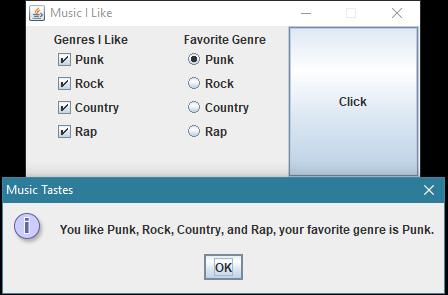 Music I Like
Genres I Like Favorite Genre
Punk Punk
Rock Rock
Country Country
Rap Rap
Click
Music Tastes
You like Punk, Rock, Country, and Rap, your favorite genre is Punk.
OK